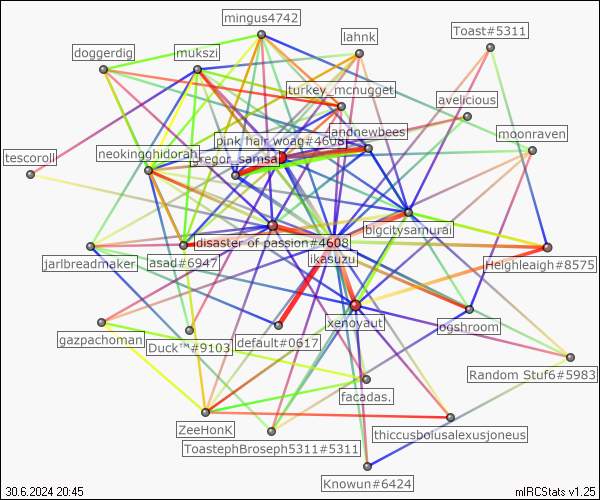 mingus4742
lahnk
Toast#5311
doggerdig
mukszi
turkey_mcnugget
avelicious
pink hair woag#4608
andnewbees
moonraven
tescoroll
neokingghidorah
gregor_samsa
bigcitysamurai
disaster of passion#4608
jarlbreadmaker
asad#6947
ikasuzu
Heighleaigh#8575
gazpachoman
Duck™#9103
default#0617
xenoyaut
ogshroom
Random Stuf6#5983
facadas.
ZeeHonK
thiccusbolusalexusjoneus
ToastephBroseph5311#5311
Knowun#6424
30.6.2024 20:45
mIRCStats v1.25